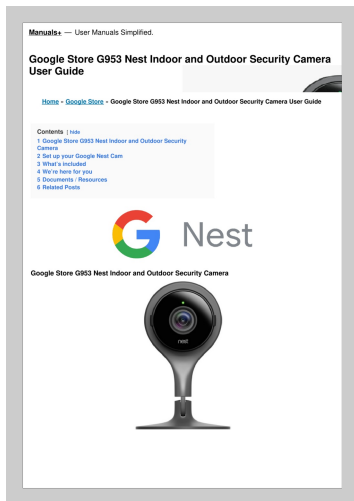 Manuals+ — User Manuals Simplified.
Google Store G953 Nest Indoor and Outdoor Security Camera
User Guide
Home » Google Store » Google Store G953 Nest Indoor and Outdoor Security Camera User Guide
Contents [ hide
1 Google Store G953 Nest Indoor and Outdoor Security
Camera
2 Set up your Google Nest Cam
3 What's included
4 We're here for you
5 Documents / Resources
6 Related Posts
G Nest
Google Store G953 Nest Indoor and Outdoor Security Camera
nest